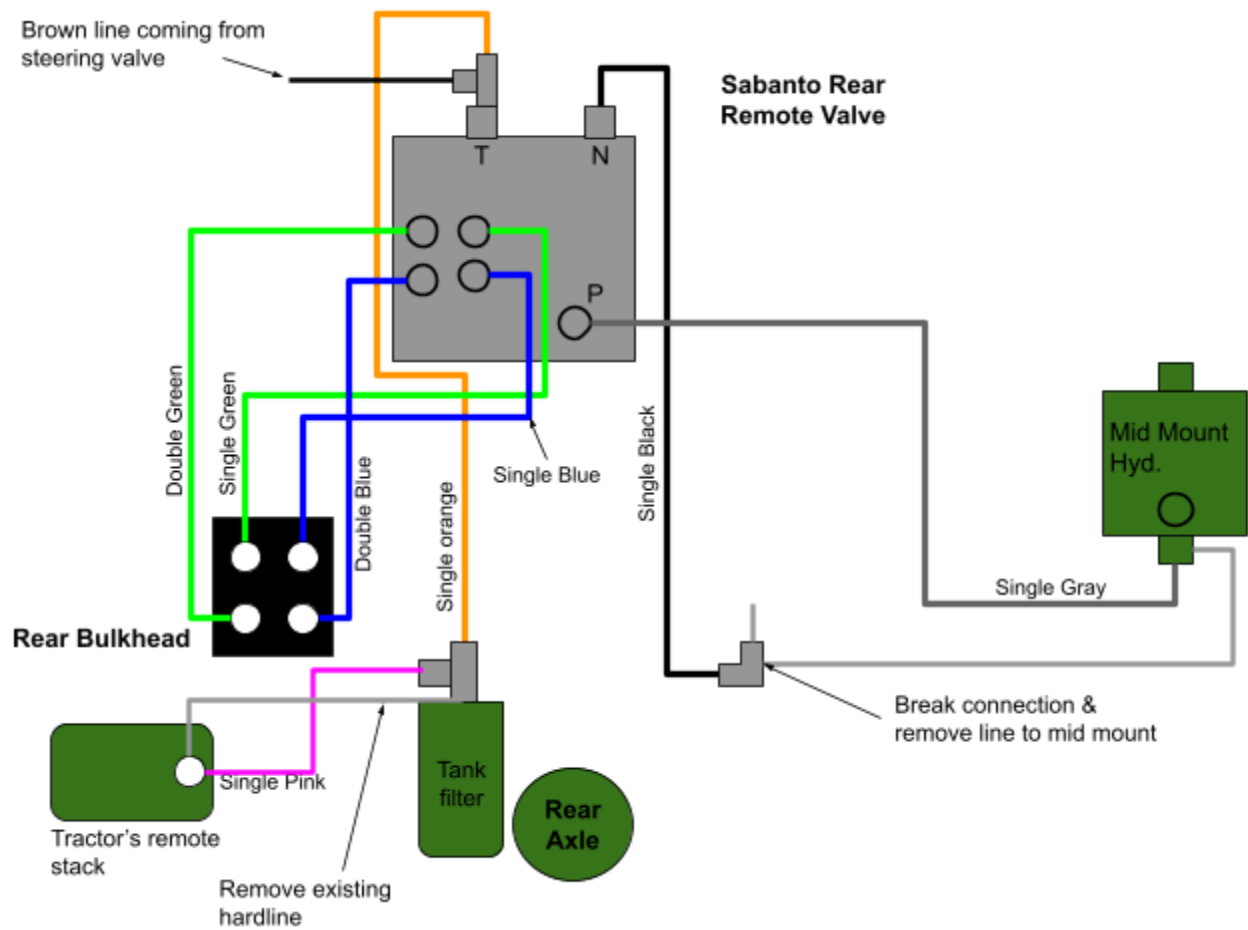 Brown line coming from
steering valve
Sabanto Rear
Remote Valve
T
N
P
Double Green
Single Green
Double Blue
Single Blue
Single orange
Single Black
Mid Mount
Hyd.
Single Gray
Rear Bulkhead
Break connection &
remove line to mid mount
Single Pink
Tank
filter
Rear
Axle
Tractor's remote
stack
Remove existing
hardline